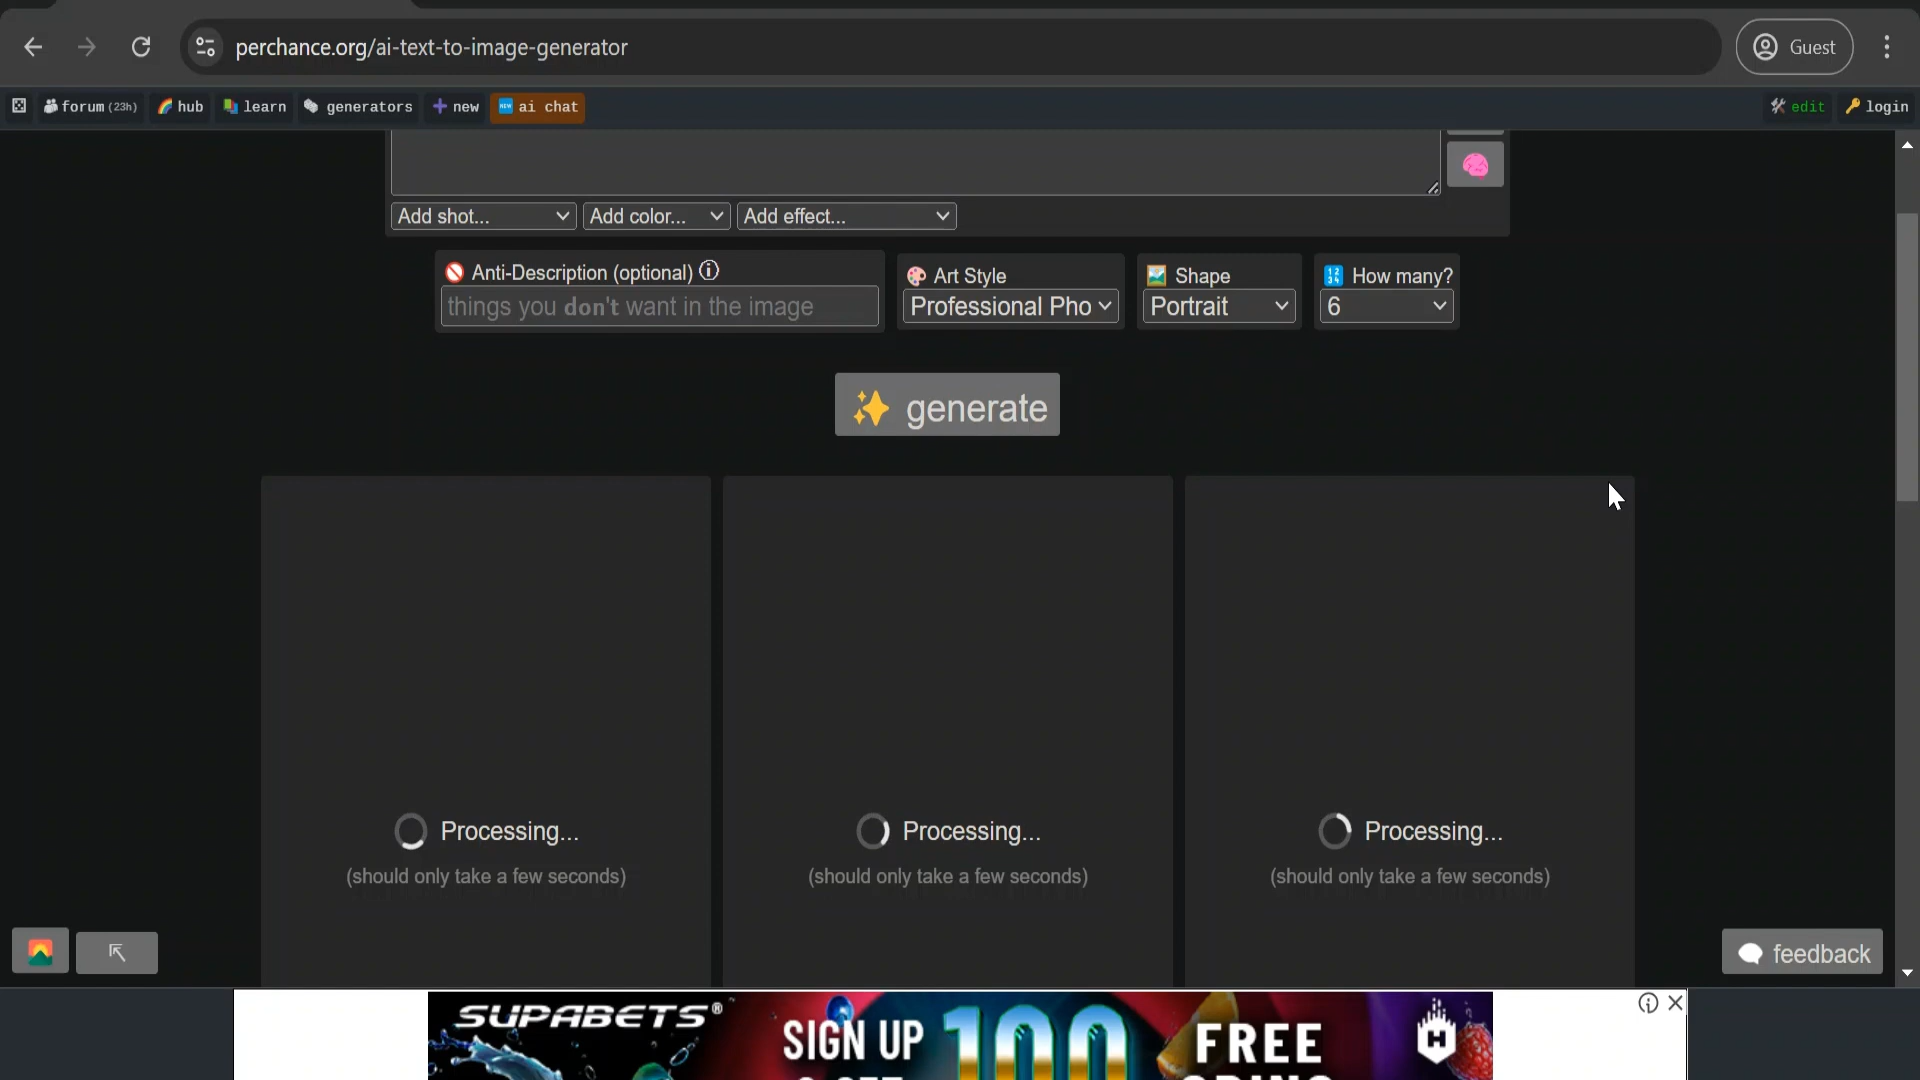 perchance.org/ai-text-to-image-generator
Guest
forum (23h) hub learn generators + new NEW ai chat edit login
Add shot... Add color... Add effect...
Anti-Description (optional)
things you don't want in the image
Art Style
Professional Pho
Shape
Portrait
How many?
6
generate
Processing...
(should only take a few seconds)
Processing...
(should only take a few seconds)
Processing...
(should only take a few seconds)
feedback
SUPABETS®
SIGN UP
100
FREE